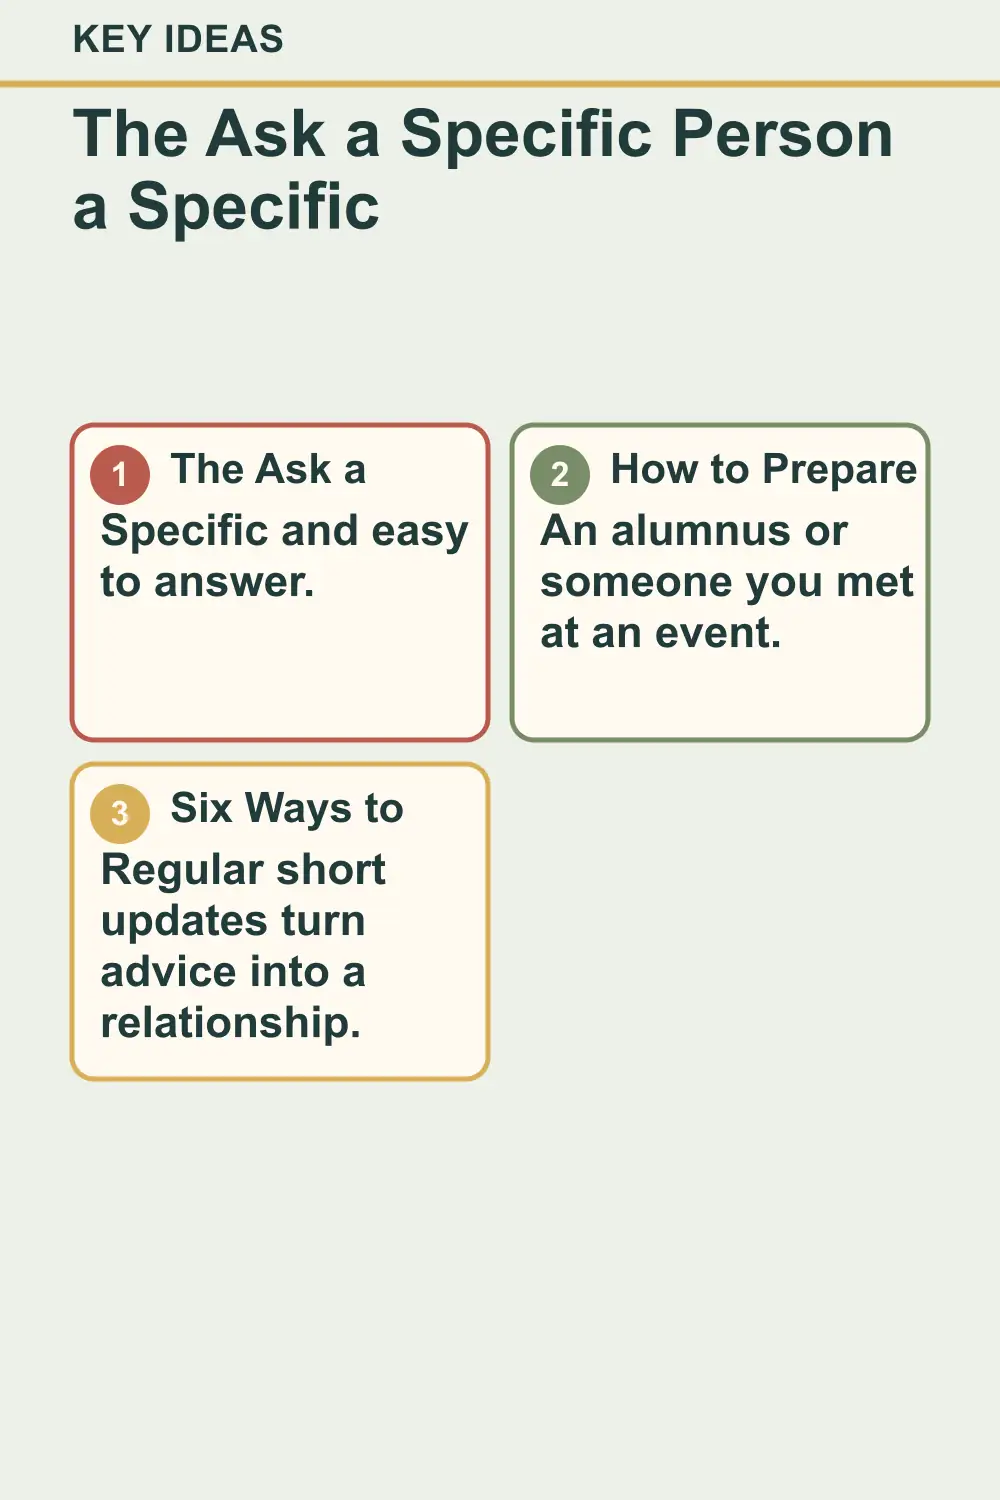 KEY IDEAS
The Ask a Specific Person
a Specific
1 The Ask a
Specific and easy
to answer.
2 How to Prepare
An alumnus or
someone you met
at an event.
3 Six Ways to
Regular short
updates turn
advice into a
relationship.